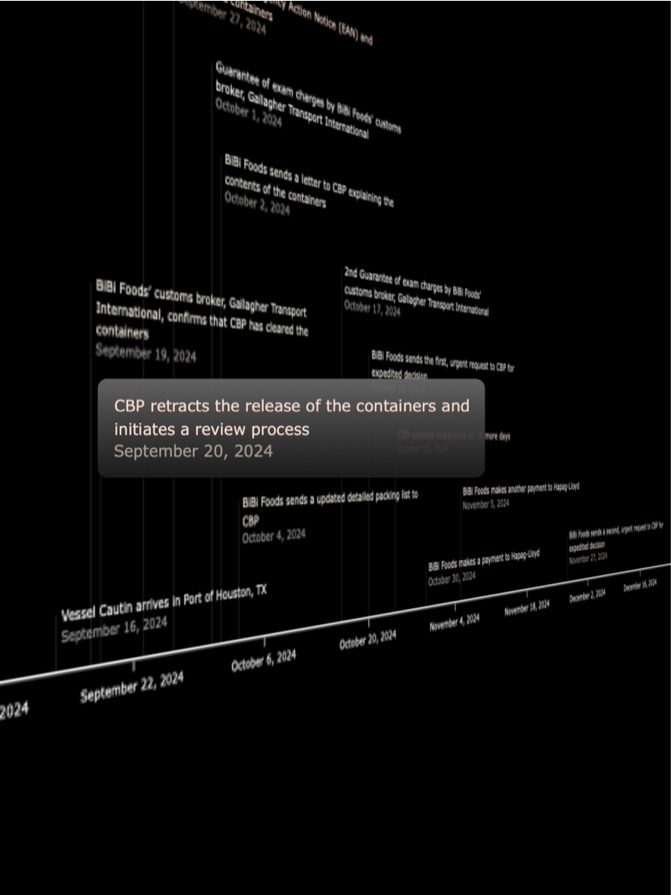 ontainers
eptember 27, 2024
cy Action Notice (EAN) and
Guarantee of exam charges by BiBi Foods' customs
broker, Gallagher Transport International
October 1, 2024
BiBi Foods sends a letter to CBP explaining the
contents of the containers
October 2, 2024
2nd Guarantee of exam charges by BiBi Foods'
customs broker, Gallagher Transport International
October 17, 2024
BiBi Foods' customs broker, Gallagher Transport
International, confirms that CBP has cleared the
containers
September 19, 2024
BiBi Foods sends the first, urgent request to CBP for
expedited decision
CBP retracts the release of the containers and
initiates a review process
September 20, 2024
more days
BiBi Foods sends a updated detailed packing list to
CBP
October 4, 2024
BiBi Foods makes another payment to Hapag-Lloyd
November 5, 2024
BiBi Foods sends a second, urgent request to CBP for
expedited decision
November 27, 2024
BiBi Foods makes a payment to Hapag-Lloyd
October 30, 2024
Vessel Cautin arrives in Port of Houston, TX
September 16, 2024
2024
September 22, 2024
October 6, 2024
October 20, 2024
November 4, 2024
November 18, 2024
December 2, 2024
December 16, 2024